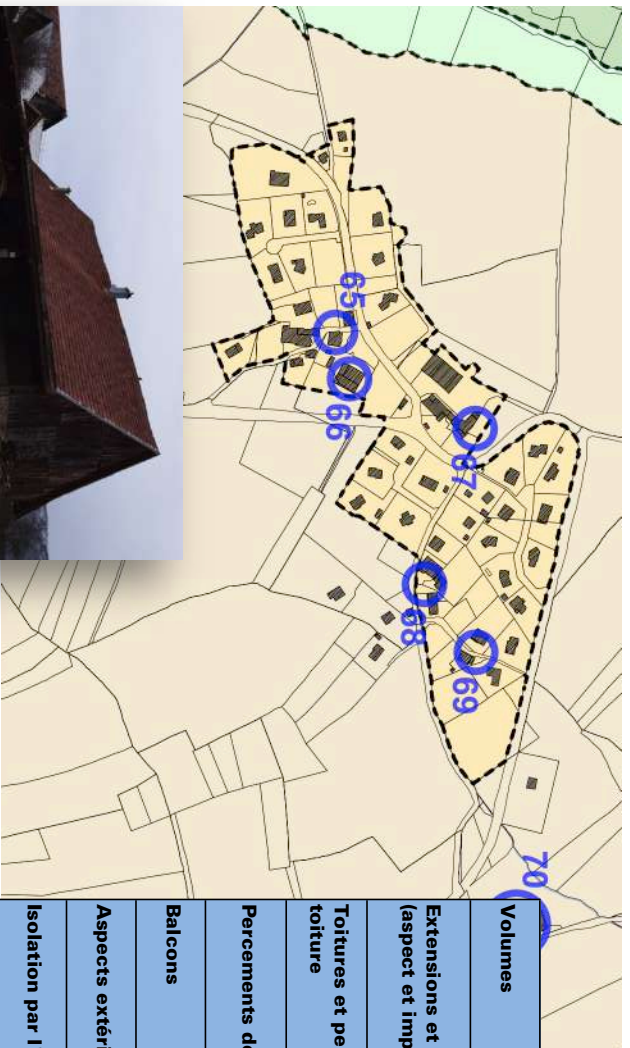 65
66
67
68
69
70
Volumes
Extensions et
(aspect et imp
Toitures et pe
toiture
Percements de
Balcons
Aspects extéri
Isolation par l